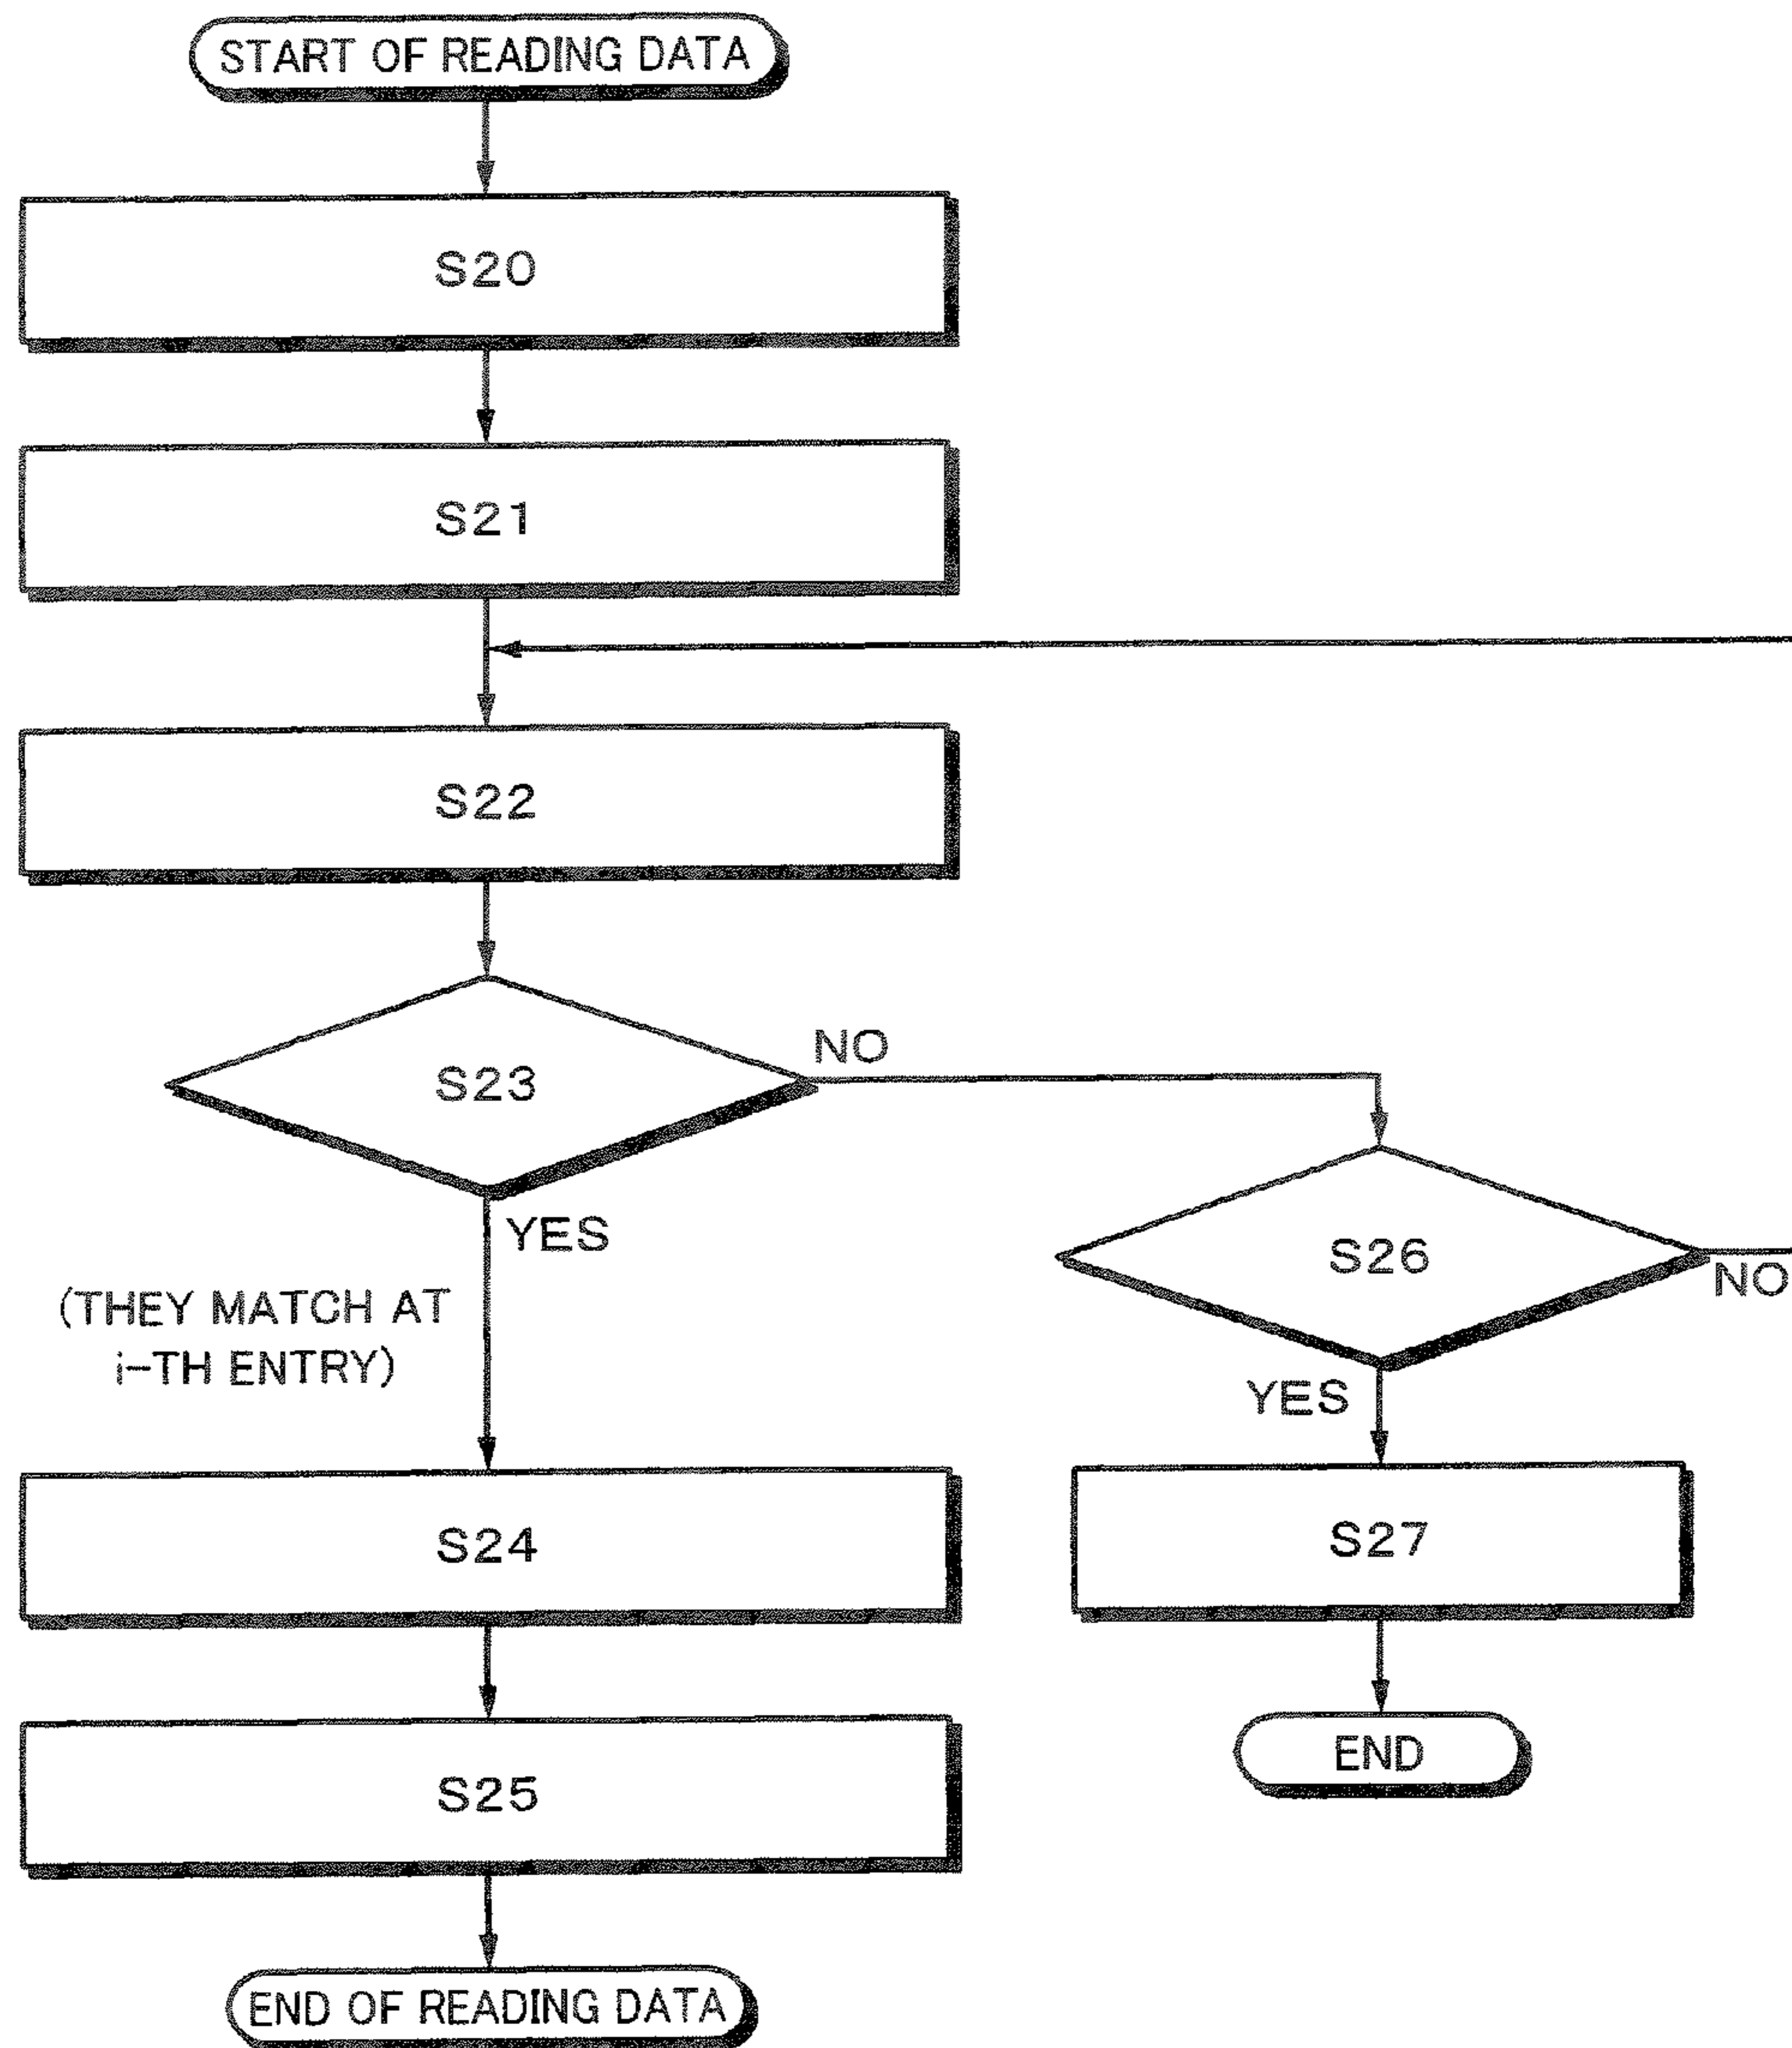 START OF READING DATA
S20
S21
S22
S23
NO
YES
(THEY MATCH AT
i-TH ENTRY)
S26
NO
YES
S24
S27
S25
END
END OF READING DATA